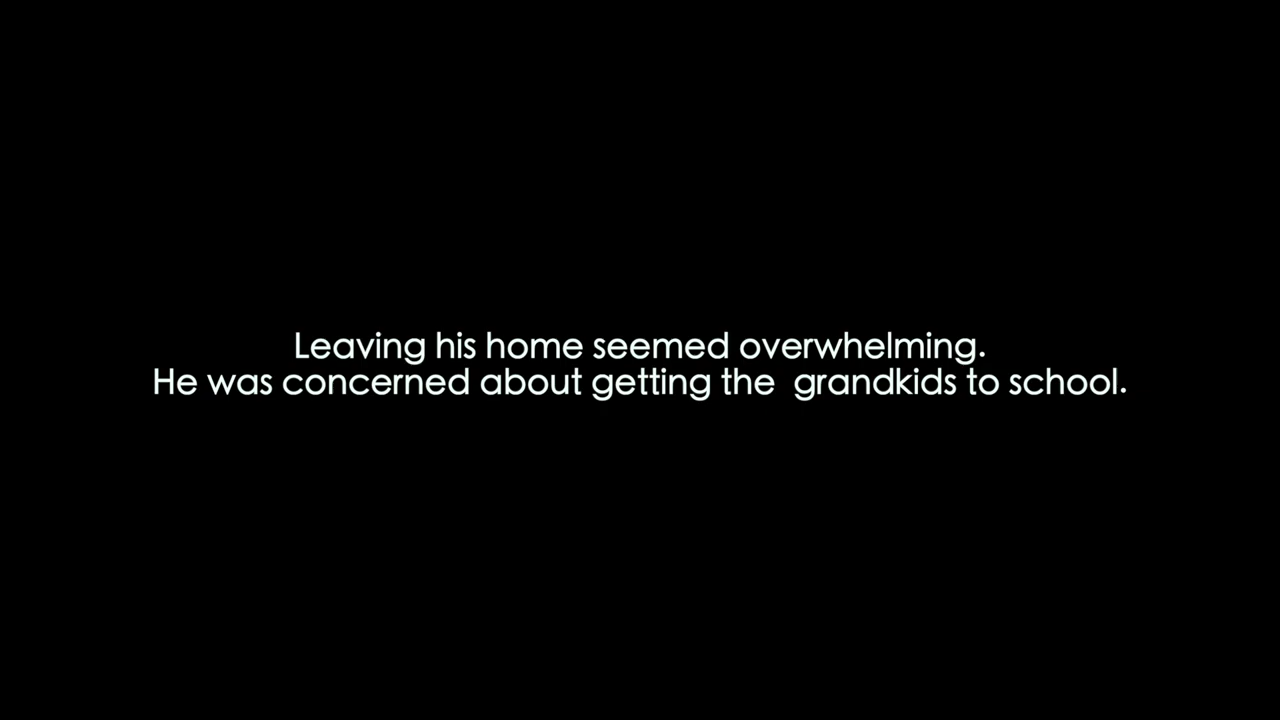 Leaving his home seemed overwhelming.
He was concerned about getting the  grandkids to school.